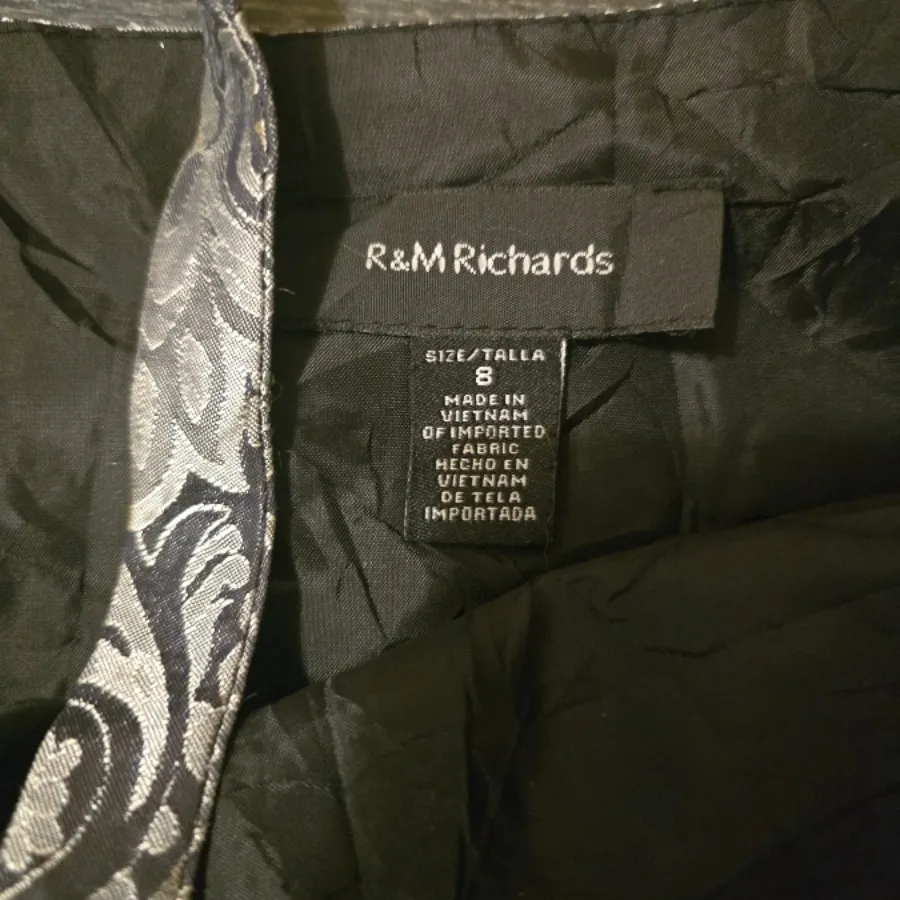 R&M Richards
SIZE/TALLA
8
MADE IN
VIETNAM
OF IMPORTED
FABRIC
HECHO EN
VIETNAM
DE TELA
IMPORTADA